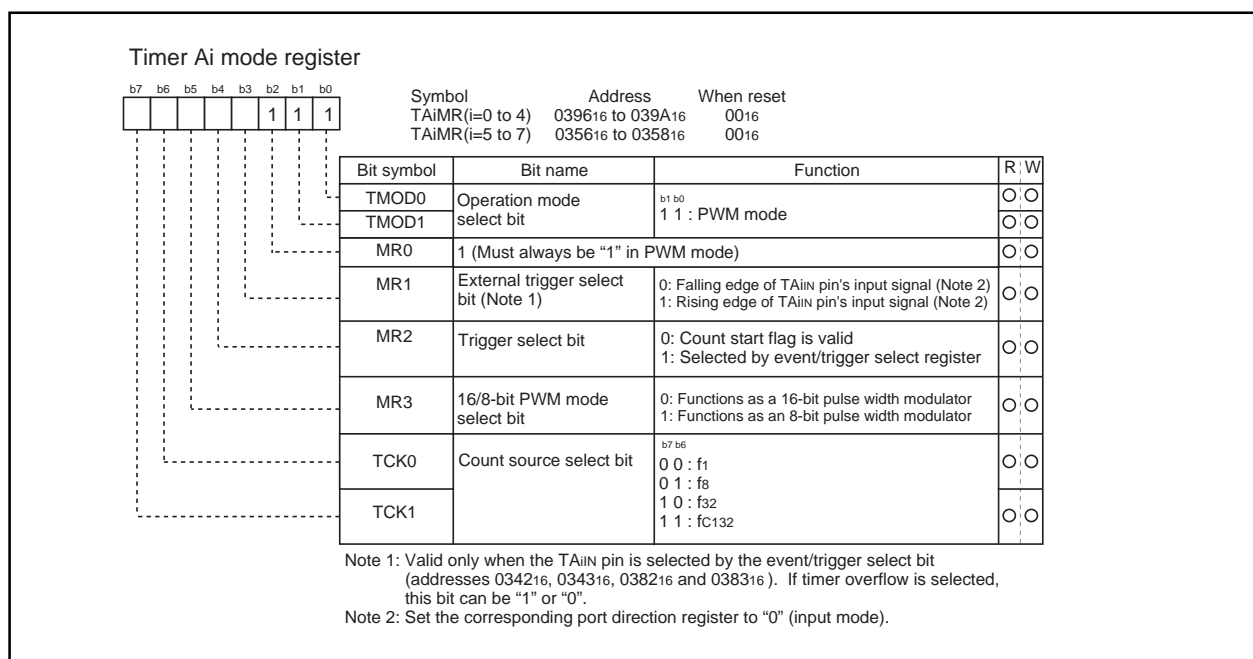 Timer Ai mode register
b7 b6 b5 b4 b3 b2 b1 b0
1 1 1
Symbol Address When reset
TAiMR(i=0 to 4) 039616 to 039A16 0016
TAiMR(i=5 to 7) 035616 to 035816 0016
Bit symbol Bit name Function R W
TMOD0 Operation mode
TMOD1 select bit
b1 b0
1 1 : PWM mode
MR0 1 (Must always be “1” in PWM mode)
MR1 External trigger select
bit (Note 1)
0: Falling edge of TAiIN pin's input signal (Note 2)
1: Rising edge of TAiIN pin's input signal (Note 2)
MR2 Trigger select bit
0: Count start flag is valid
1: Selected by event/trigger select register
MR3 16/8-bit PWM mode
select bit
0: Functions as a 16-bit pulse width modulator
1: Functions as an 8-bit pulse width modulator
TCK0 Count source select bit
TCK1
b7 b6
0 0 : f1
0 1 : f8
1 0 : f32
1 1 : fC132
Note 1: Valid only when the TAiIN pin is selected by the event/trigger select bit
(addresses 034216, 034316, 038216 and 038316 ). If timer overflow is selected,
this bit can be “1” or “0”.
Note 2: Set the corresponding port direction register to “0” (input mode).